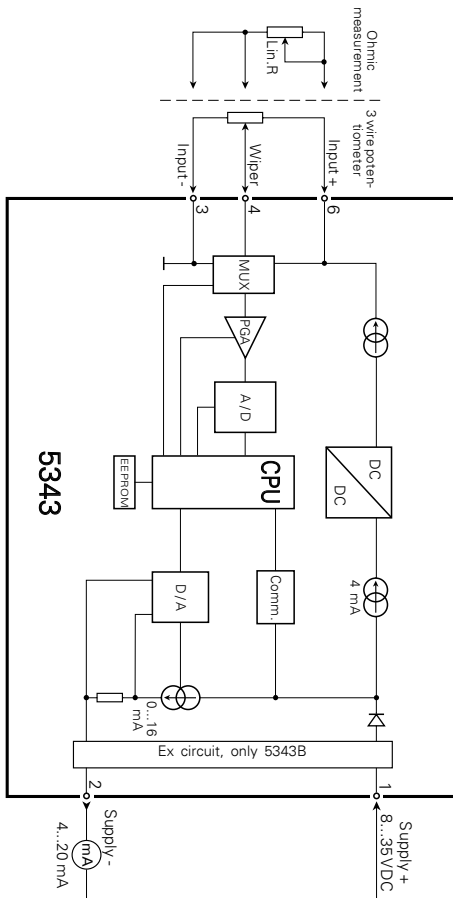 Ohmic
measurement
Lin.R
3 wire poten-
tiometer
Input +
Wiper
Input -
6
4
3
MUX
PGA
A/D
CPU
EEPROM
5343
DC
DC
4 mA
D/A
Comm.
0...16
mA
Ex circuit, only 5343B
1
2
Supply +
8...35 VDC
Supply -
4...20 mA
mA